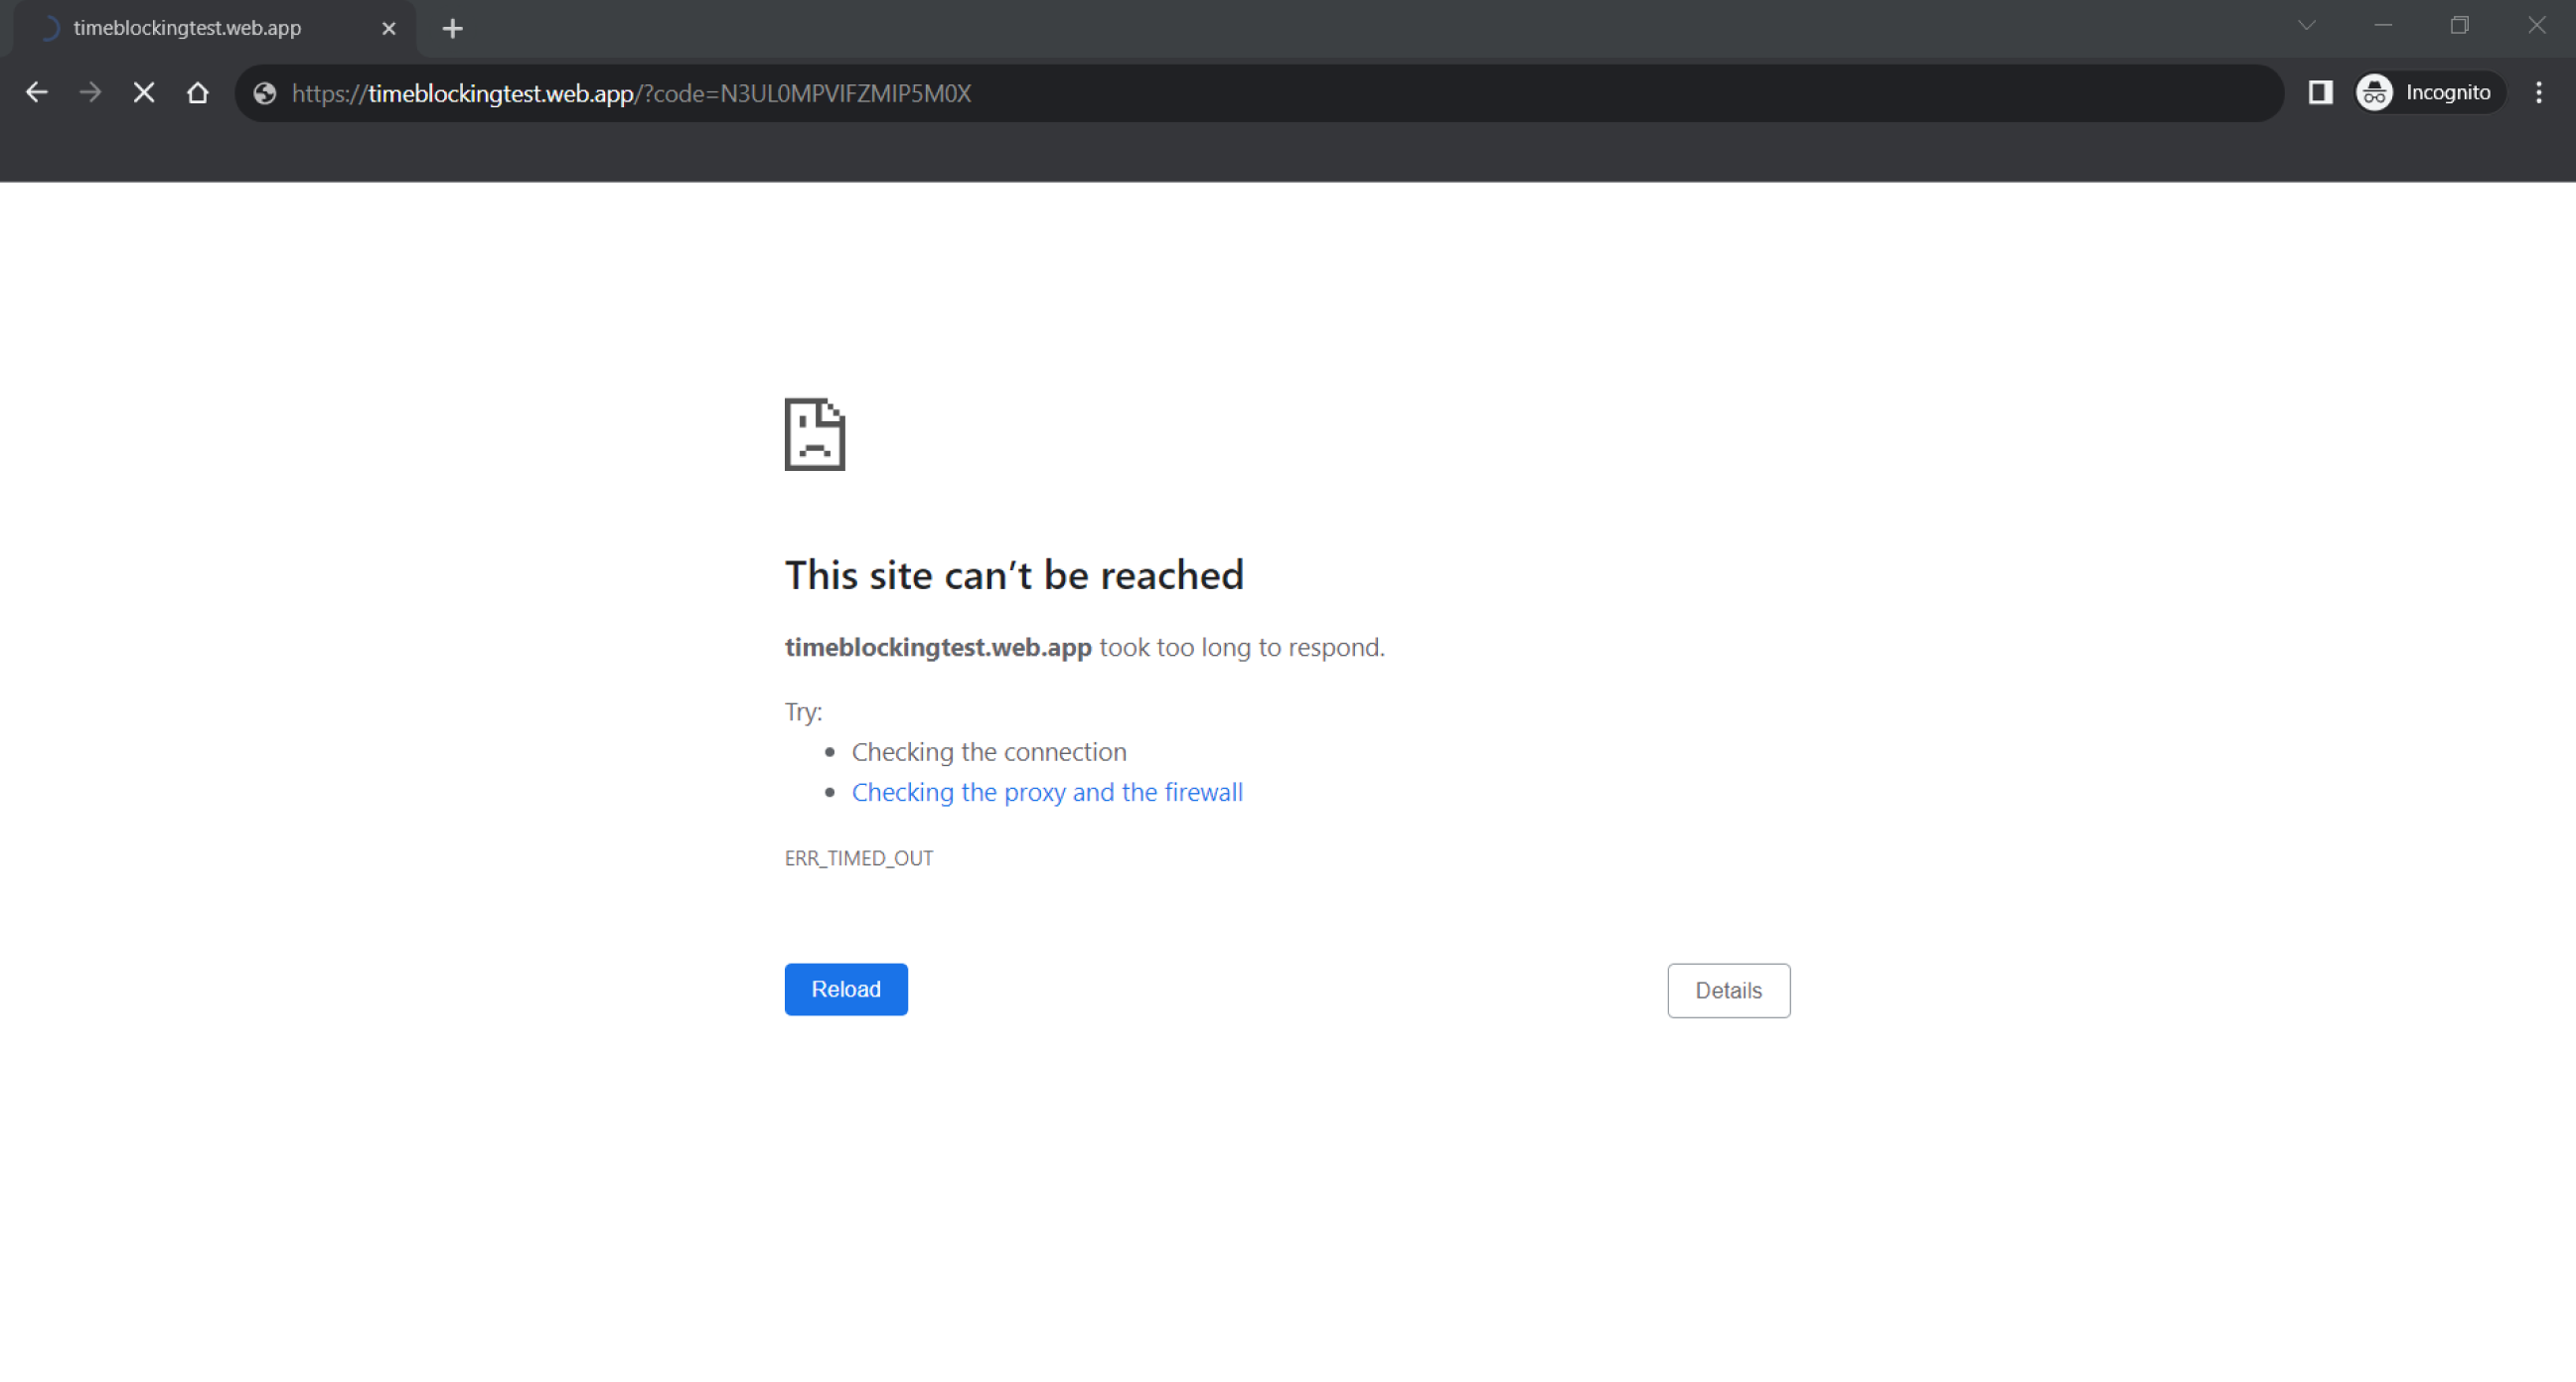 timeblockingtest.web.app
https://timeblockingtest.web.app/?code=N3UL0MPVIFZMIP5M0X
Incognito
This site can’t be reached
timeblockingtest.web.app took too long to respond.
Try:
Checking the connection
Checking the proxy and the firewall
ERR_TIMED_OUT
Reload
Details